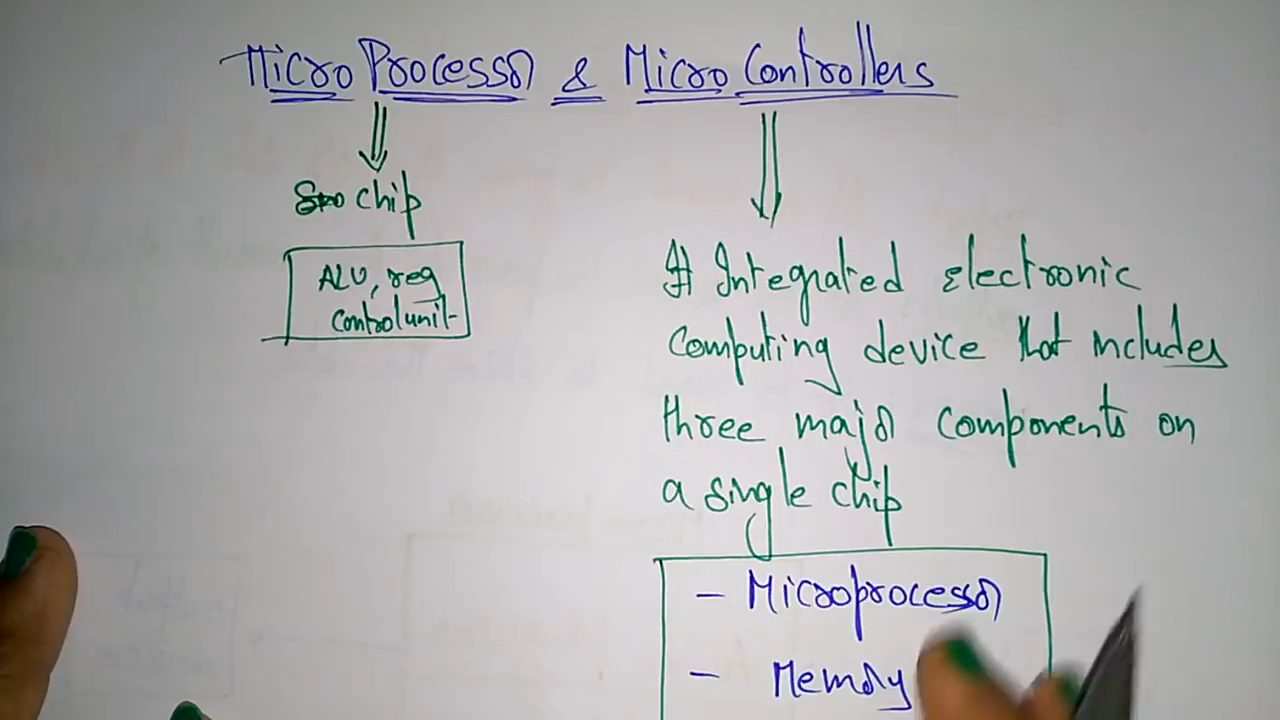 Micro Processor & Micro Controllers
chip
ALU, reg
Control unit
Integrated electronic
Computing device that includes
three major components on
a single chip
- Microprocessor
- Memory